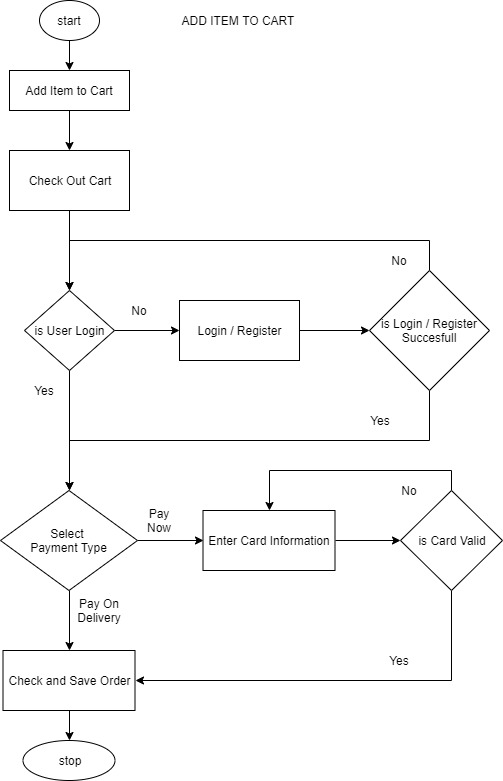 start
ADD ITEM TO CART
Add Item to Cart
Check Out Cart
No
is User Login
No
Login / Register
is Login / Register
Succesfull
Yes
Yes
Select
Payment Type
Pay
Now
Enter Card Information
No
is Card Valid
Pay On
Delivery
Yes
Check and Save Order
stop